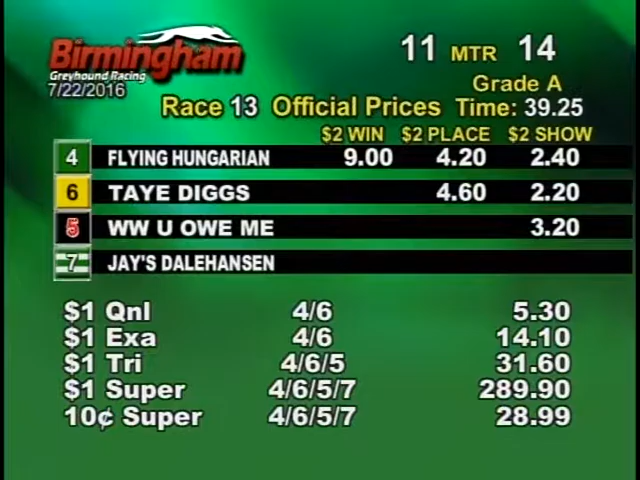 Birmingham
Greyhound Racing
7/22/2016
11 MTR 14
Grade A
Race 13 Official Prices Time: 39.25
$2 WIN $2 PLACE $2 SHOW
4 FLYING HUNGARIAN 9.00 4.20 2.40
6 TAYE DIGGS 4.60 2.20
5 WW U OWE ME 3.20
7 JAY'S DALEHANSEN
$1 Qnl 4/6 5.30
$1 Exa 4/6 14.10
$1 Tri 4/6/5 31.60
$1 Super 4/6/5/7 289.90
10¢ Super 4/6/5/7 28.99